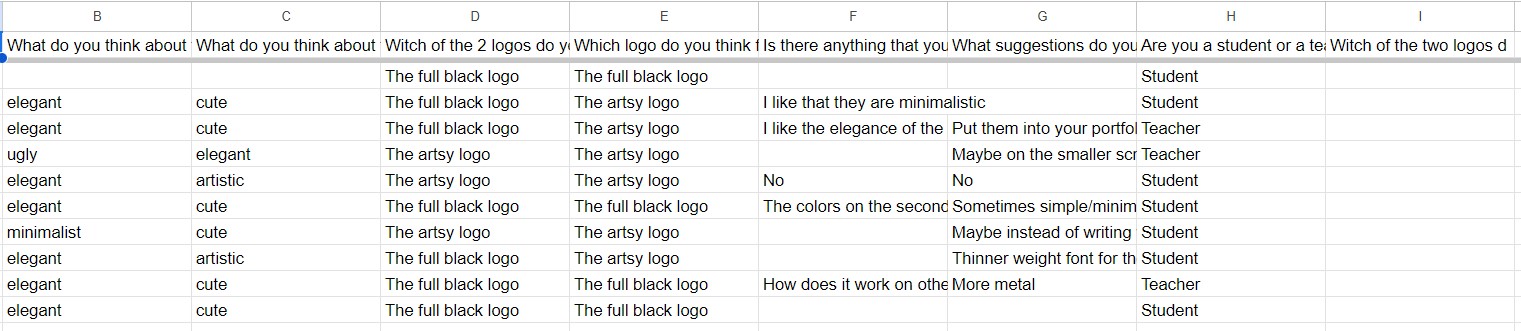 B C D E F G H I
What do you think about What do you think about Witch of the 2 logos do y Which logo do you think Is there anything that you What suggestions do you Are you a student or a te Witch of the two logos d
The full black logo The full black logo Student
elegant cute The full black logo The artsy logo I like that they are minimalistic Student
elegant cute The full black logo The artsy logo I like the elegance of the Put them into your portfol Teacher
ugly elegant The artsy logo The artsy logo Maybe on the smaller scr Teacher
elegant artistic The artsy logo The artsy logo No No Student
elegant cute The full black logo The full black logo The colors on the second Sometimes simple/minim Student
minimalist cute The artsy logo The artsy logo Maybe instead of writing Student
elegant artistic The full black logo The artsy logo Thinner weight font for th Student
elegant cute The full black logo The full black logo How does it work on othe More metal Teacher
elegant cute The full black logo The full black logo Student